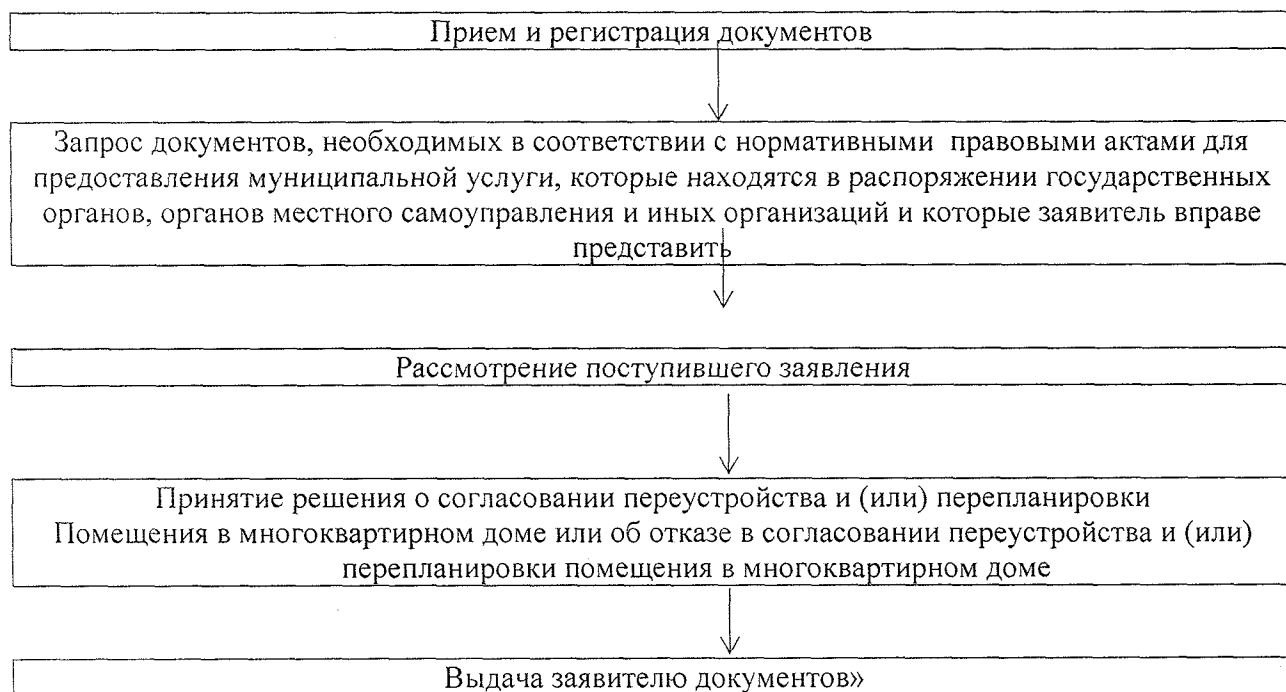 Прием и регистрация документов
Запрос документов, необходимых в соответствии с нормативными правовыми актами для
предоставления муниципальной услуги, которые находятся в распоряжении государственных
органов, органов местного самоуправления и иных организаций и которые заявитель вправе
представить
Рассмотрение поступившего заявления
Принятие решения о согласовании переустройства и (или) перепланировки
Помещения в многоквартирном доме или об отказе в согласовании переустройства и (или)
перепланировки помещения в многоквартирном доме
Выдача заявителю документов»